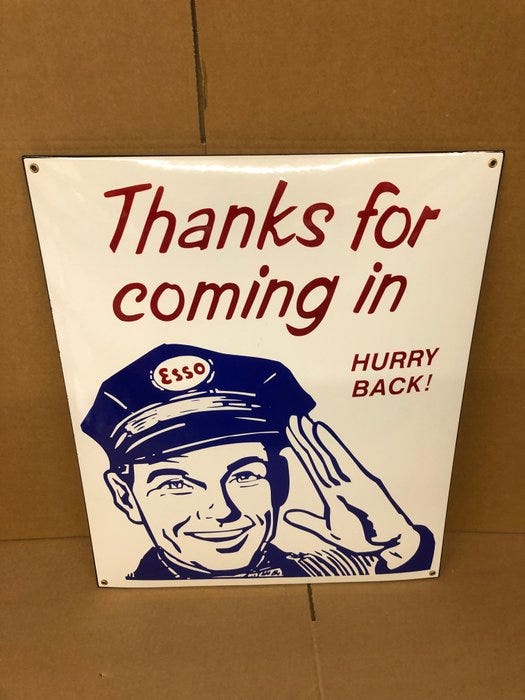 Thanks for
coming in
HURRY
BACK!
Esso